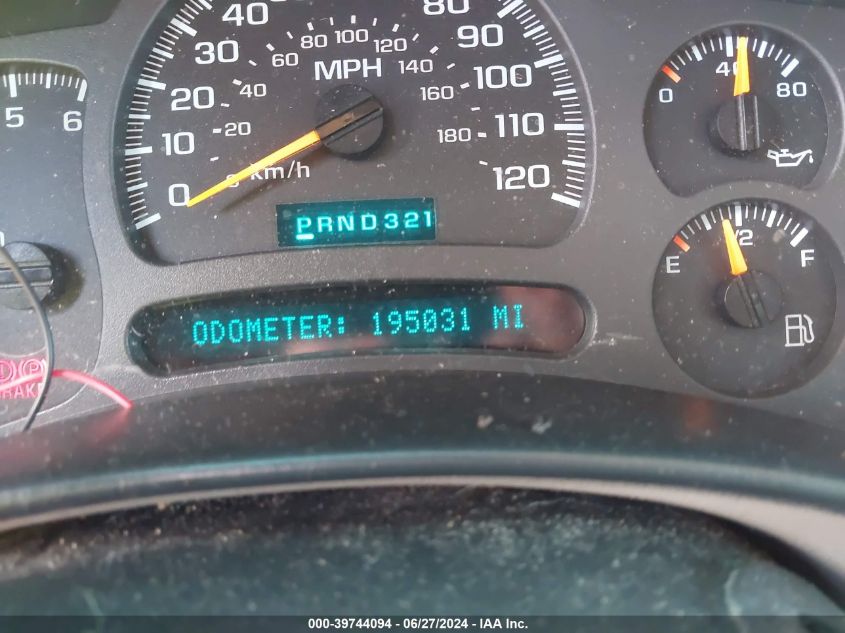 40 80
30 60 80 100 120 90
MPH 140
20 40 160 100
10 20 180 110
0 km/h 120
5 6
0 40 80
PRND321
E 1/2 F
ODOMETER: 195031 MI
000-39744094 - 06/27/2024 - IAA Inc.